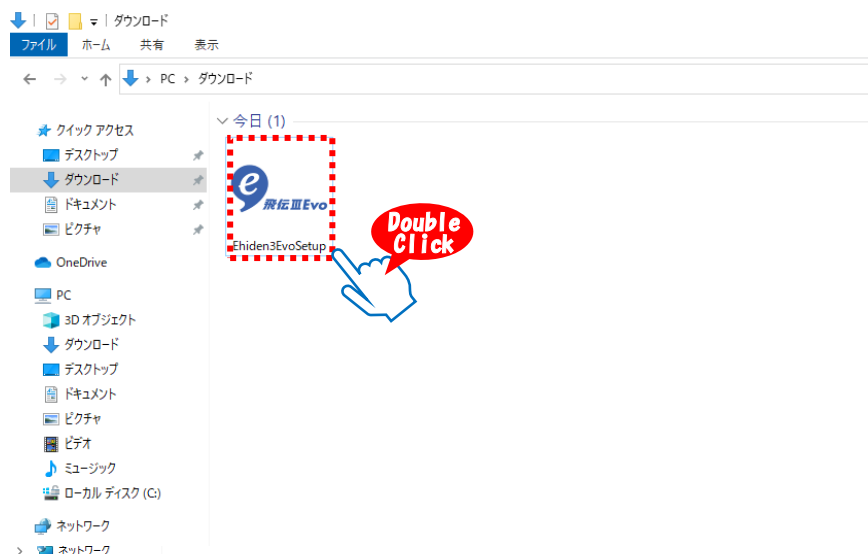 ダウンロード
ファイル
ホーム
共有
表示
PC
ダウンロード
クイック アクセス
デスクトップ
ダウンロード
ドキュメント
ピクチャ
OneDrive
PC
3D オブジェクト
ダウンロード
デスクトップ
ドキュメント
ピクチャ
ビデオ
ミュージック
ローカル ディスク (C:)
ネットワーク
ネットワーク
今日 (1)
e
飛伝ⅢEvo
Ehiden3EvoSetup
Double
Click